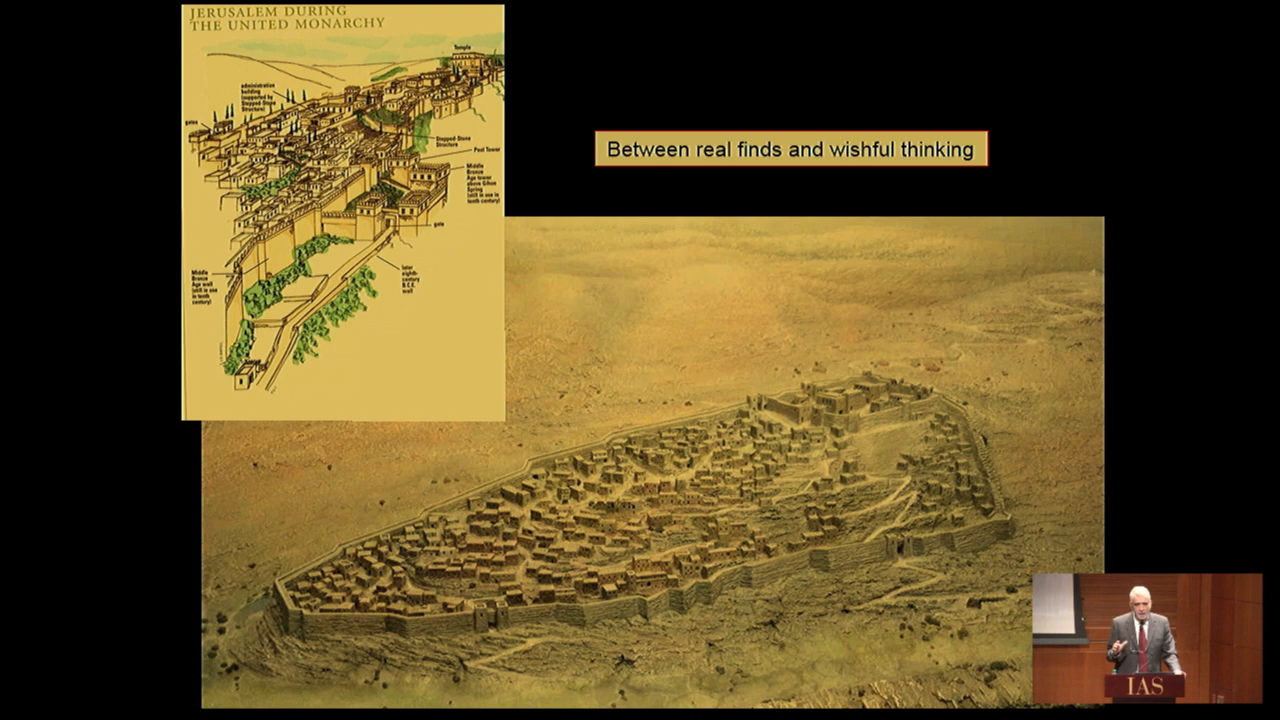 JERUSALEM DURING
THE UNITED MONARCHY
Temple
administration
building
(supported by
Stepped-Stone
Structure)
gates
Stepped-Stone
Structure
Pool Tower
Middle
Bronze
Age tower
above Gihon
Spring
(still in use in
tenth century)
gate
Middle
Bronze
Age wall
(still in use
in tenth
century)
later
eighth-
century
B.C.E.
wall
Between real finds and wishful thinking
IAS